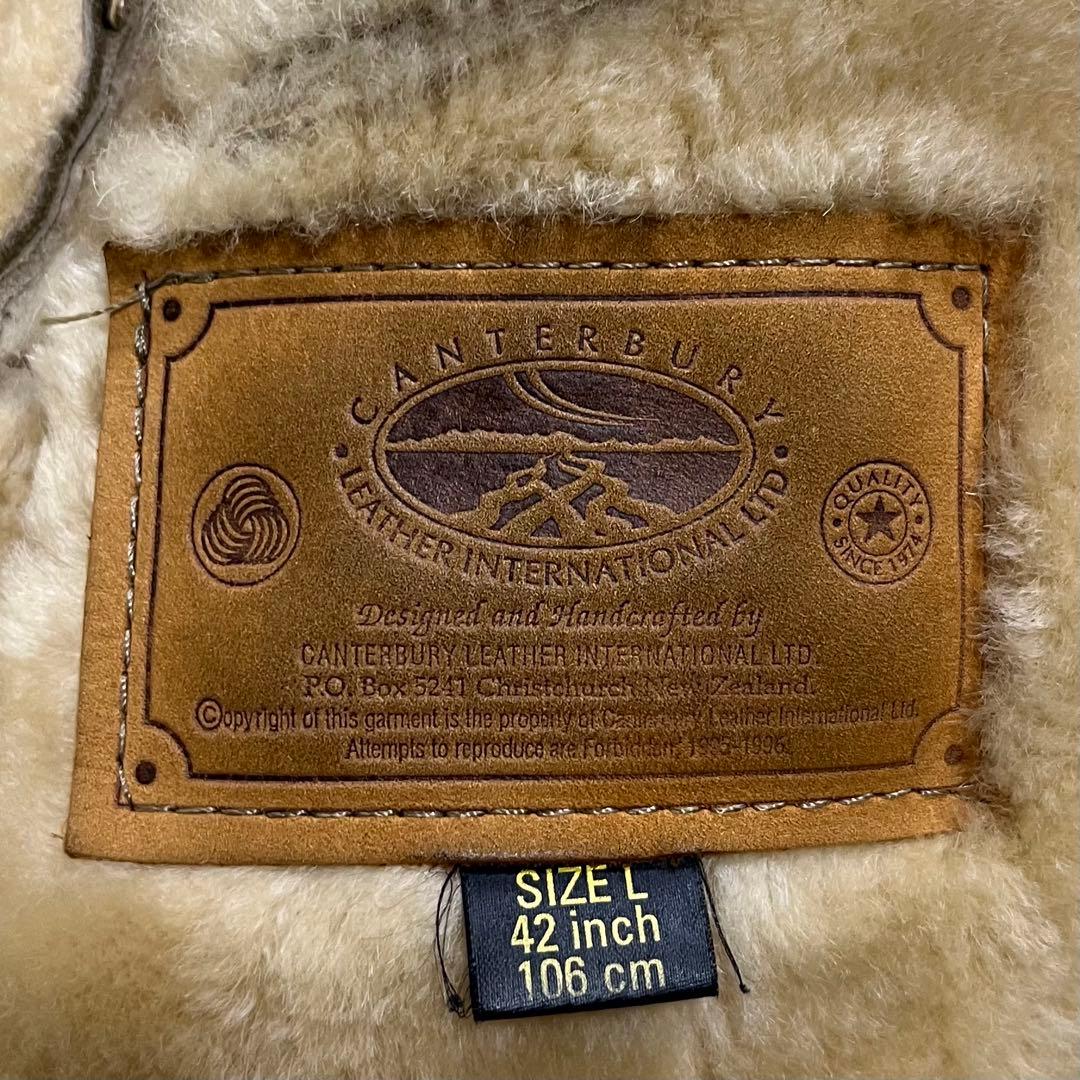 CANTERBURY
· LEATHER INTERNATIONAL LTD ·
· QUALITY ·
SINCE 1974
Designed and Handcrafted by
CANTERBURY LEATHER INTERNATIONAL LTD.
P.O. Box 5241 Christchurch New Zealand.
©opyright of this garment is the property of Canterbury Leather International Ltd.
Attempts to reproduce are Forbidden. 1995-1996.
SIZE L
42 inch
106 cm